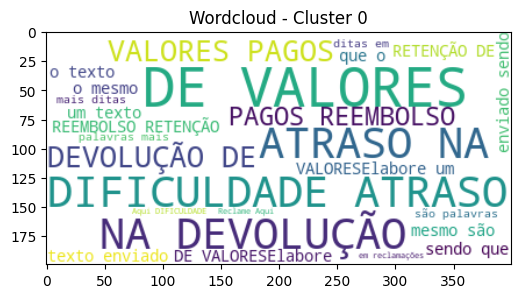 Wordcloud - Cluster 0
VALORES PAGOS
ditas em
que o
RETENÇÃO DE
enviado sendo
o texto
o mesmo
mais ditas
DE VALORES
um texto
REEMBOLSO RETENÇÃO
palavras mais
PAGOS REEMBOLSO
ATRASO NA
DEVOLUÇÃO DE
VALORESElabore um
DIFICULDADE ATRASO
Aqui DIFICULDADE
Reclame Aqui
são palavras
NA DEVOLUÇÃO
mesmo são
texto enviado
DE VALORESElabore
em reclamações
sendo que
0
25
50
75
100
125
150
175
0 50 100 150 200 250 300 350